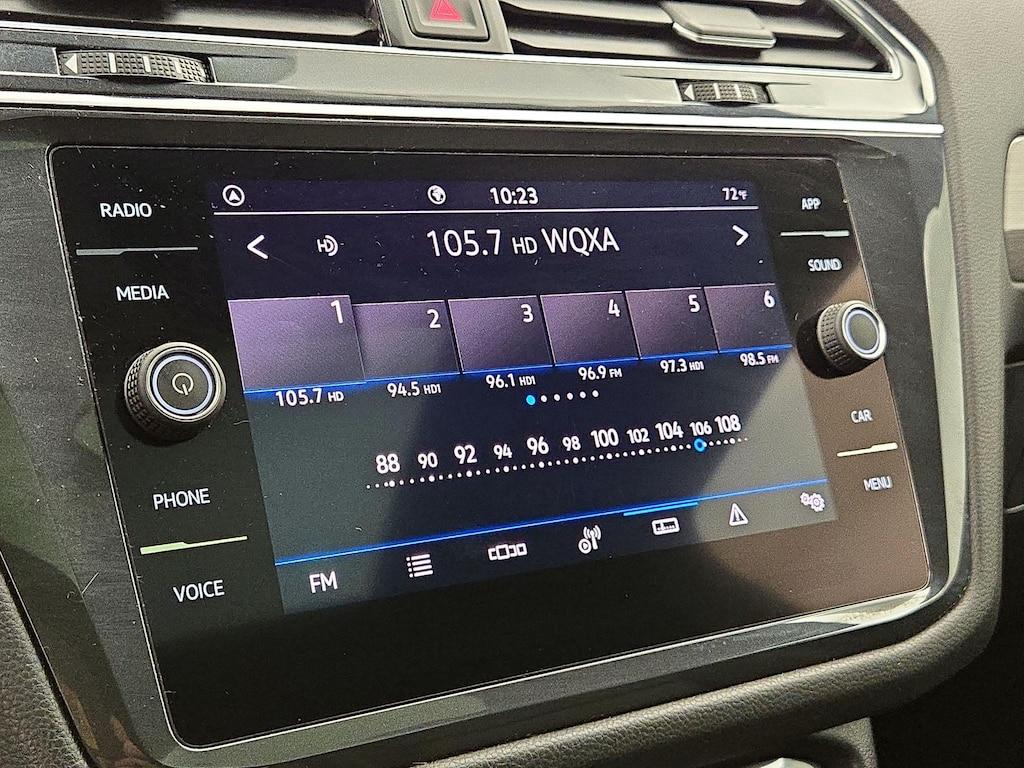 RADIO
MEDIA
PHONE
VOICE
10:23
72°F
HD
105.7 HD WQXA
1
2
3
4
5
6
105.7 HD
94.5 HD1
96.1 HD1
96.9 FM
97.3 HD1
98.5 FM
88 90 92 94 96 98 100 102 104 106 108
FM
APP
SOUND
CAR
MENU